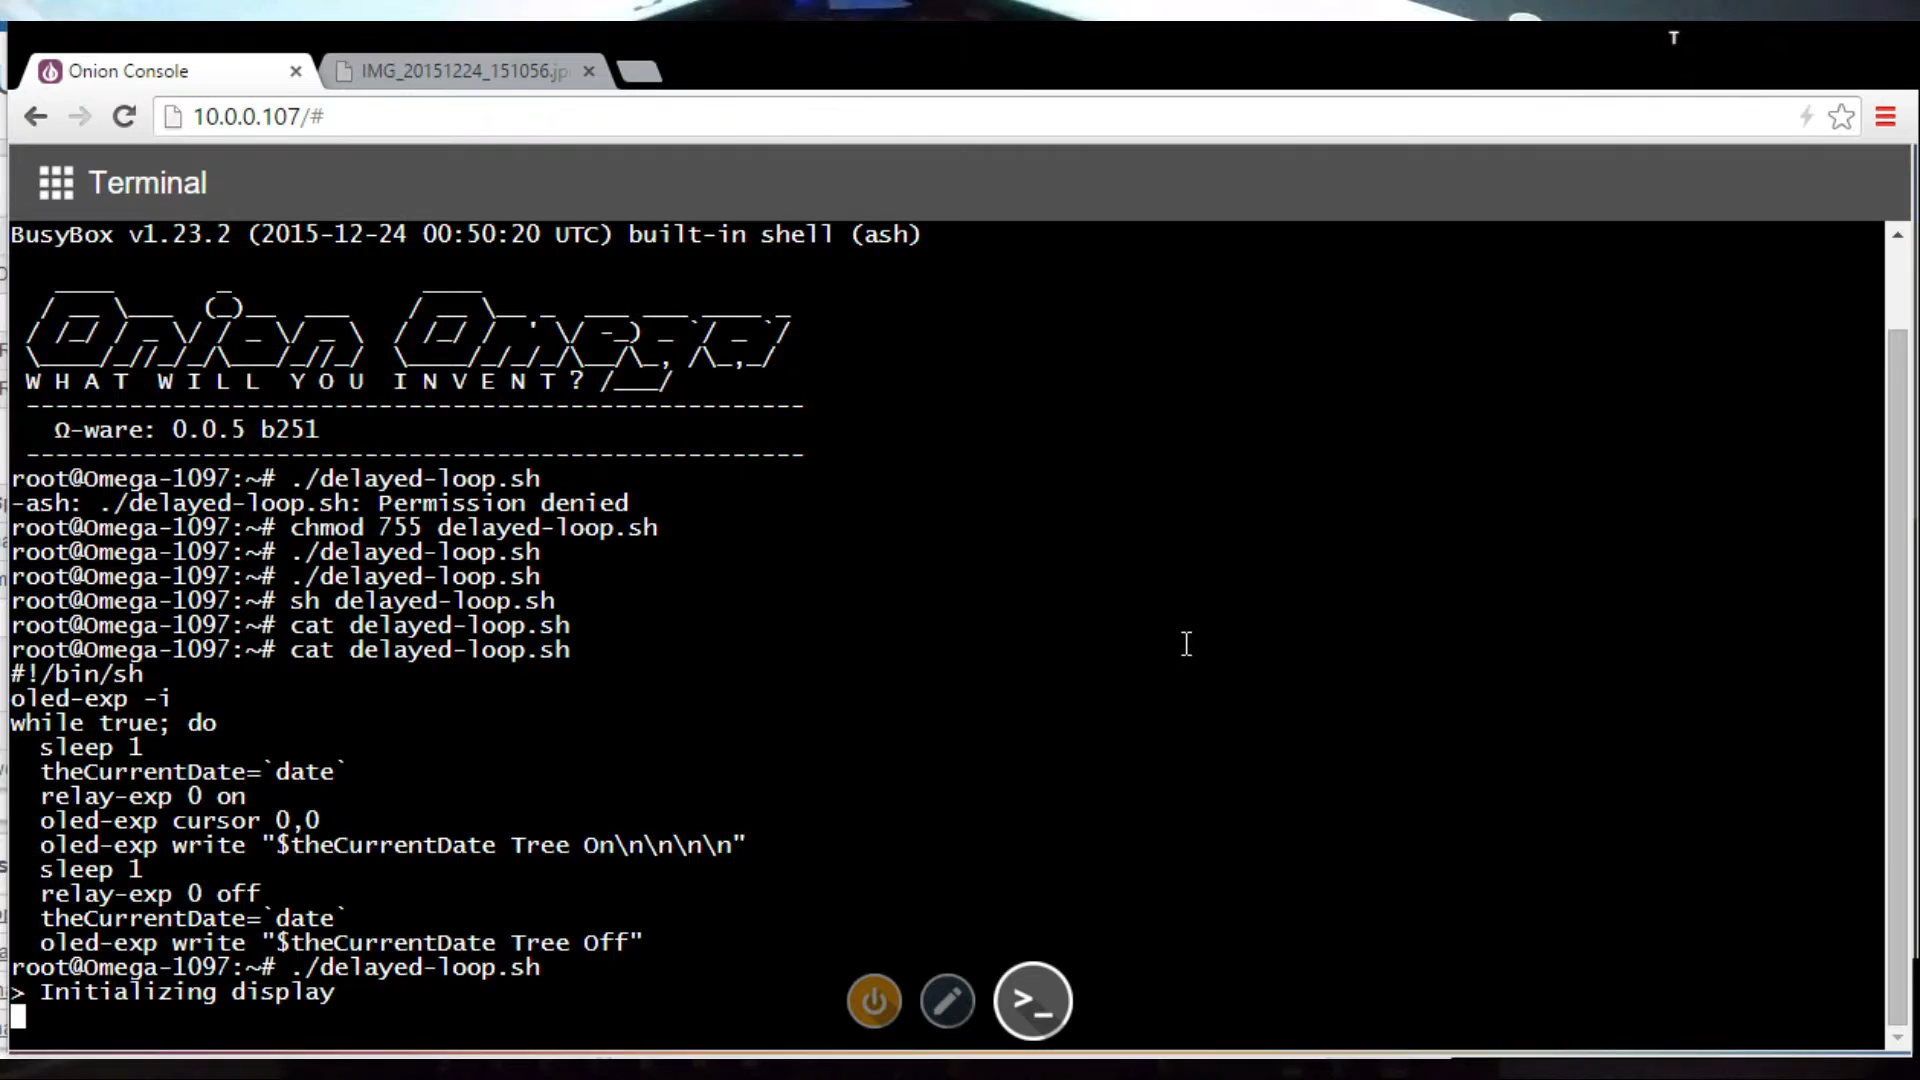 T
Onion Console
IMG_20151224_151056.jp
10.0.0.107/#
Terminal
BusyBox v1.23.2 (2015-12-24 00:50:20 UTC) built-in shell (ash)
Onion Omega
W H A T W I L L Y O U I N V E N T ?
Ω-ware: 0.0.5 b251
root@Omega-1097:~# ./delayed-loop.sh
-ash: ./delayed-loop.sh: Permission denied
root@Omega-1097:~# chmod 755 delayed-loop.sh
root@Omega-1097:~# ./delayed-loop.sh
root@Omega-1097:~# ./delayed-loop.sh
root@Omega-1097:~# sh delayed-loop.sh
root@Omega-1097:~# cat delayed-loop.sh
root@Omega-1097:~# cat delayed-loop.sh
#!/bin/sh
oled-exp -i
while true; do
sleep 1
theCurrentDate=`date`
relay-exp 0 on
oled-exp cursor 0,0
oled-exp write "$theCurrentDate Tree On\n\n\n\n"
sleep 1
relay-exp 0 off
theCurrentDate=`date`
oled-exp write "$theCurrentDate Tree Off"
root@Omega-1097:~# ./delayed-loop.sh
> Initializing display